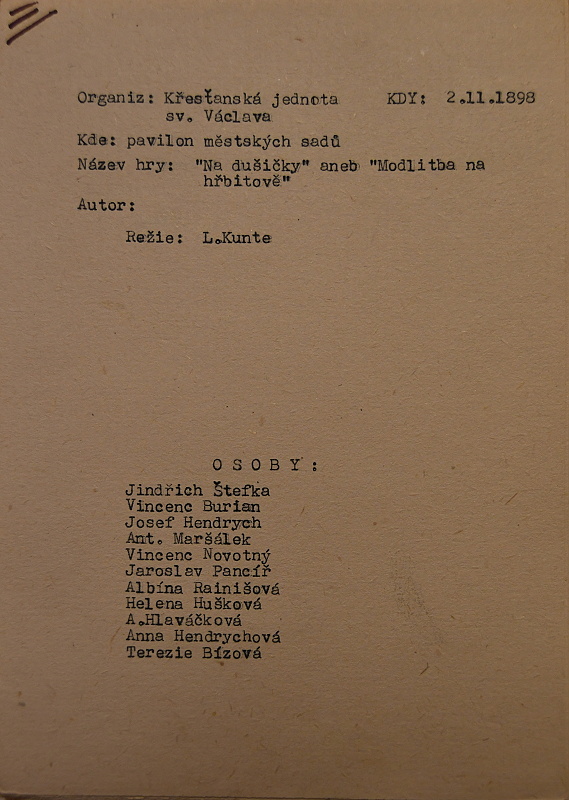 Organiz: Křesťanská jednota KDY: 2.11.1898
sv. Václava
Kde: pavilon městských sadů
Název hry: "Na dušičky" aneb "Modlitba na
hřbitově"
Autor:
Režie: L.Kunte
O S O B Y :
Jindřich Štefka
Vincenc Burian
Josef Hendrych
Ant. Maršálek
Vincenc Novotný
Jaroslav Pancíř
Albína Rainišová
Helena Hušková
A.Hlaváčková
Anna Hendrychová
Terezie Bízová